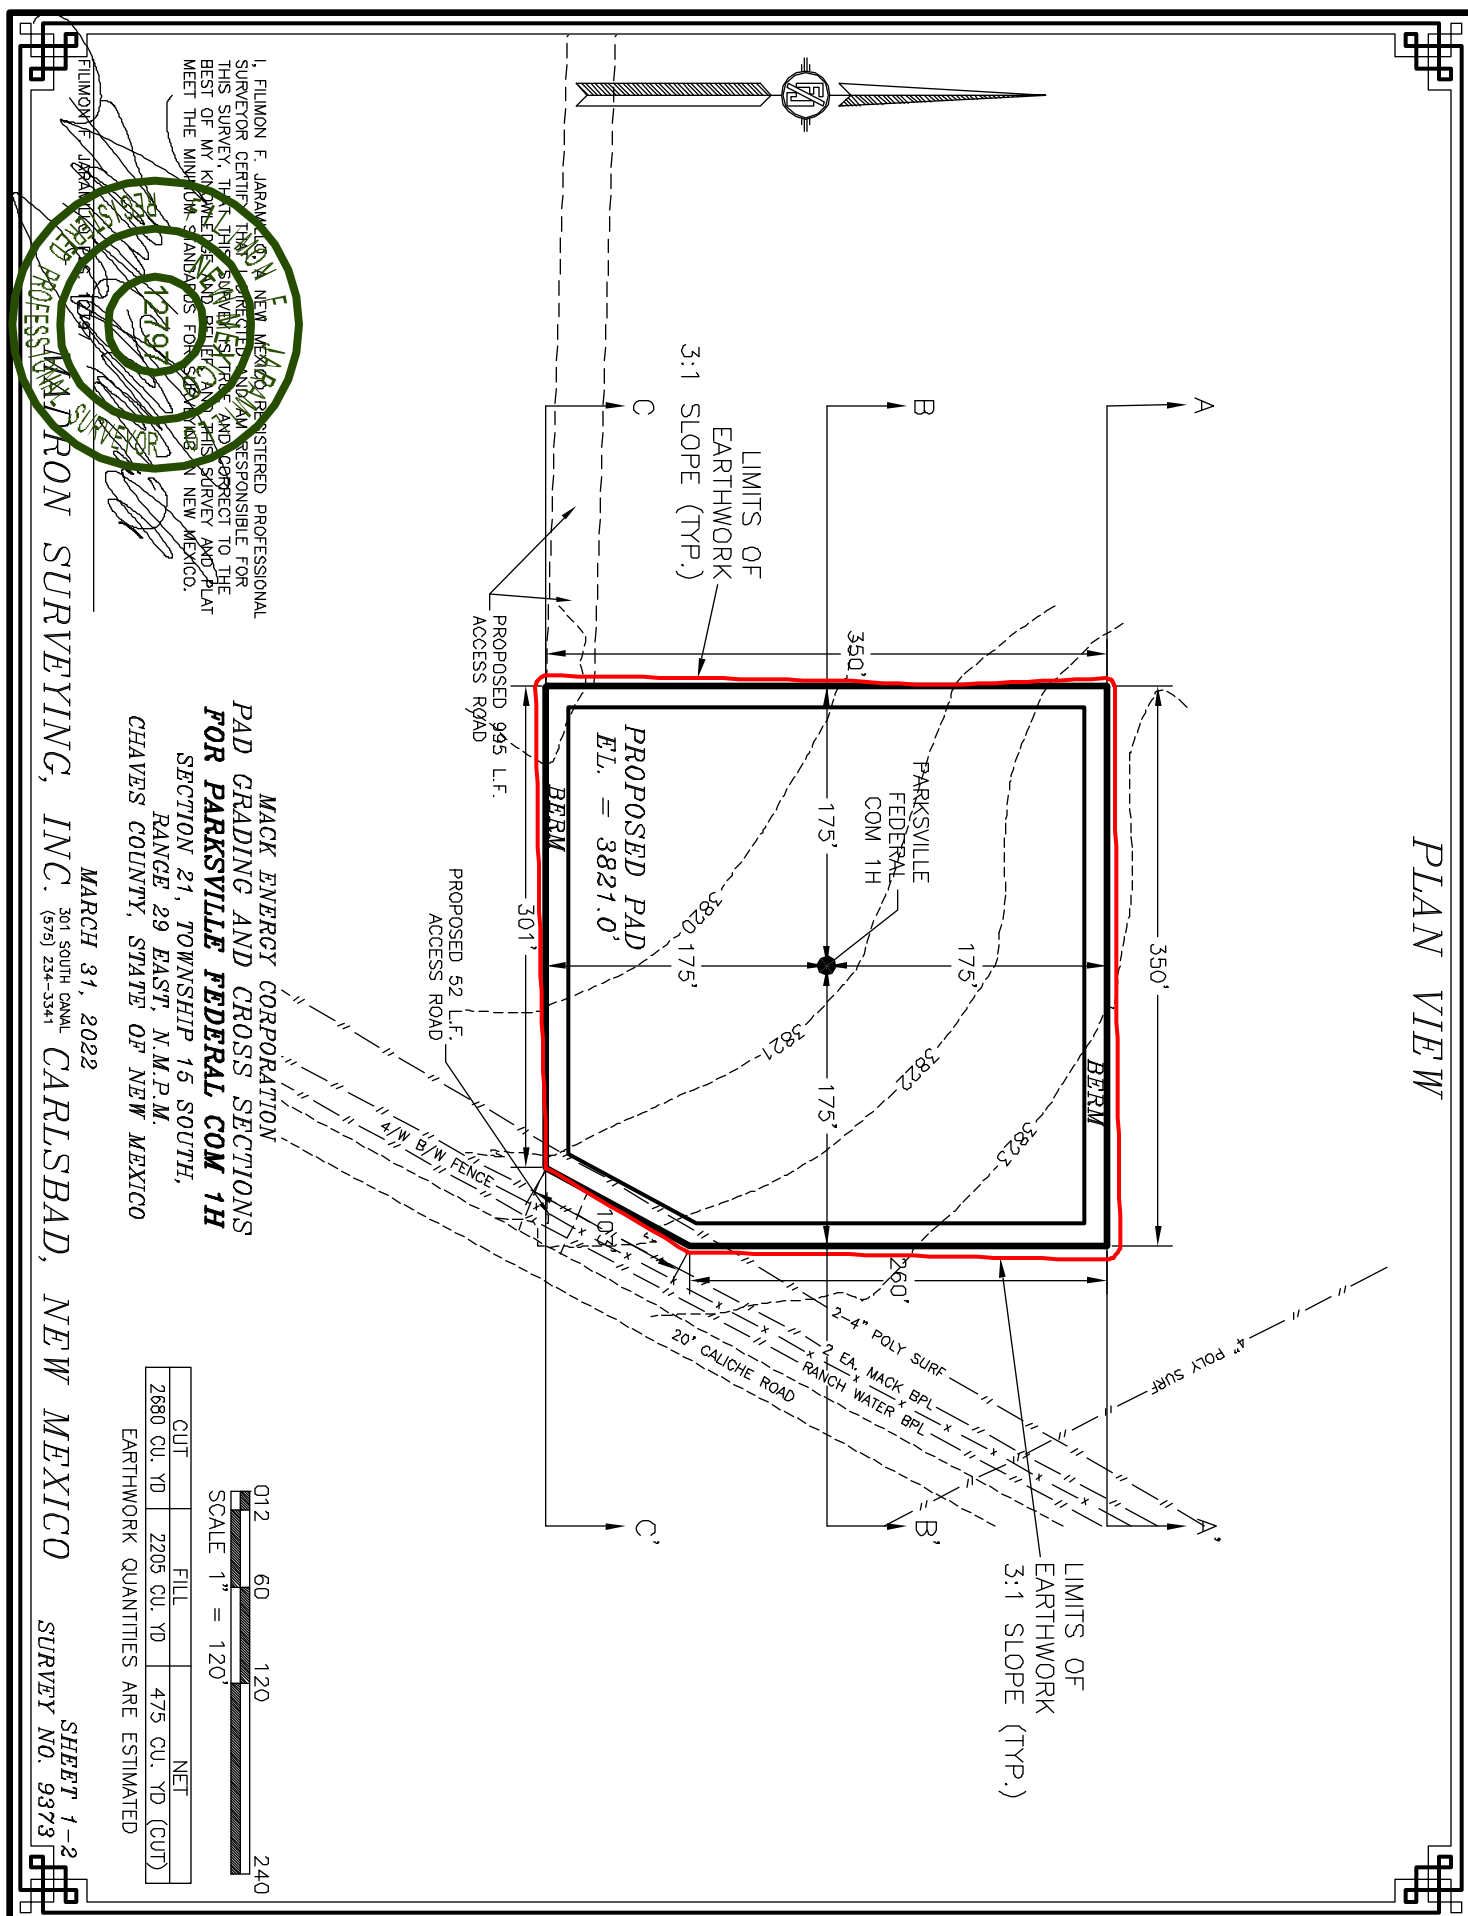 PLAN VIEW
A
A'
B
B'
C
C'
LIMITS OF
EARTHWORK
3:1 SLOPE (TYP.)
LIMITS OF
EARTHWORK
3:1 SLOPE (TYP.)
350'
350'
BERM
3823
3822
3821
3820
175'
175'
175'
175'
PARKSVILLE
FEDERAL
COM 1H
PROPOSED PAD
EL. = 3821.0'
BERM
301'
103'
260'
4" POLY SURF
2-4" POLY SURF
2 EA. MACK BPL
RANCH WATER BPL
20' CALICHE ROAD
4/W B/W FENCE
PROPOSED 995 L.F.
ACCESS ROAD
PROPOSED 52 L.F.
ACCESS ROAD
I, FILIMON F. JARAMILLO, A NEW MEXICO REGISTERED PROFESSIONAL
SURVEYOR CERTIFY THAT I DIRECTED AND AM RESPONSIBLE FOR
THIS SURVEY, THAT THIS SURVEY IS TRUE AND CORRECT TO THE
BEST OF MY KNOWLEDGE AND BELIEF, AND THIS SURVEY AND PLAT
MEET THE MINIMUM STANDARDS FOR SURVEYING IN NEW MEXICO.
FILIMON F. JARAMILLO PLS. 12797
FILIMON F. JARAMILLO
NEW MEXICO
12797
REGISTERED PROFESSIONAL SURVEYOR
MACK ENERGY CORPORATION
PAD GRADING AND CROSS SECTIONS
FOR PARKSVILLE FEDERAL COM 1H
SECTION 21, TOWNSHIP 15 SOUTH,
RANGE 29 EAST, N.M.P.M.
CHAVES COUNTY, STATE OF NEW MEXICO
MARCH 31, 2022
012 60 120 240
SCALE 1" = 120'
CUT FILL NET
2680 CU. YD 2205 CU. YD 475 CU. YD (CUT)
EARTHWORK QUANTITIES ARE ESTIMATED
SHEET 1-2
SURVEY NO. 9373
MADRON SURVEYING, INC. 301 SOUTH CANAL
(575) 234-3341 CARLSBAD, NEW MEXICO